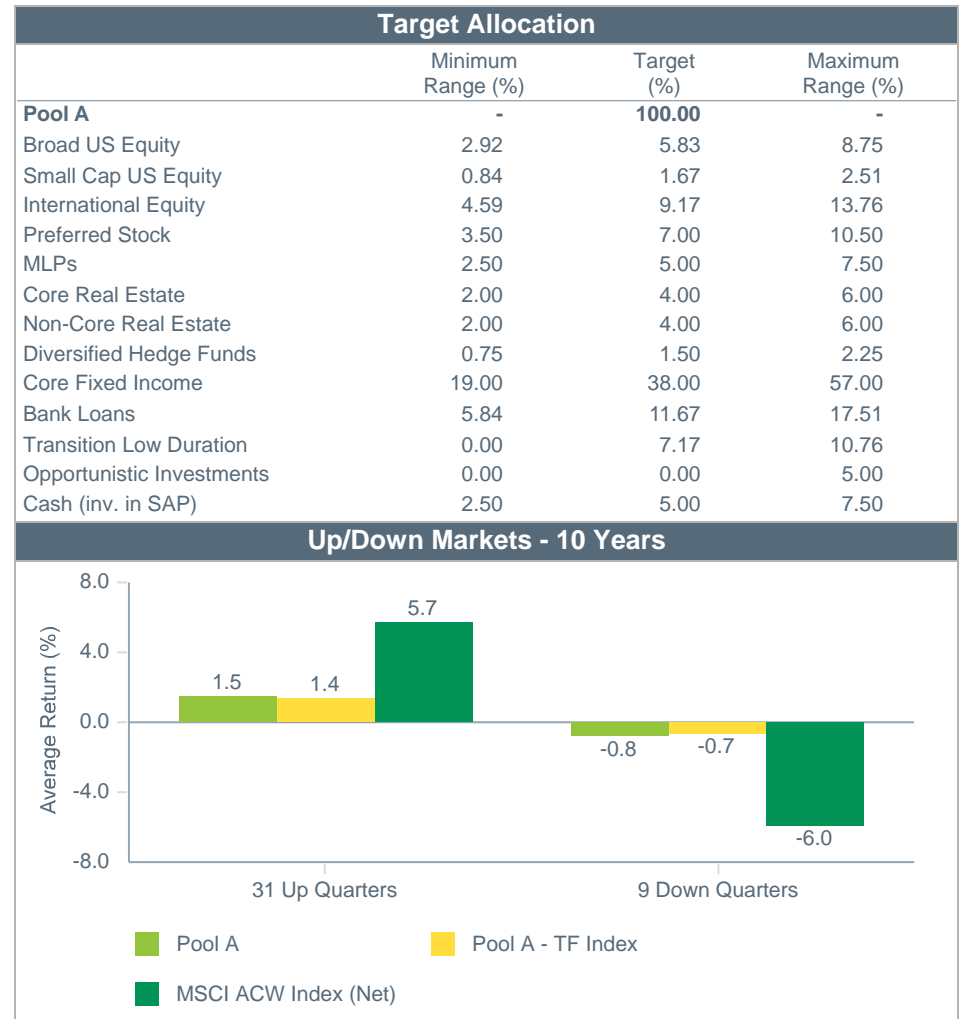 Target Allocation
Minimum Range (%) Target (%) Maximum Range (%)
Pool A - 100.00 -
Broad US Equity 2.92 5.83 8.75
Small Cap US Equity 0.84 1.67 2.51
International Equity 4.59 9.17 13.76
Preferred Stock 3.50 7.00 10.50
MLPs 2.50 5.00 7.50
Core Real Estate 2.00 4.00 6.00
Non-Core Real Estate 2.00 4.00 6.00
Diversified Hedge Funds 0.75 1.50 2.25
Core Fixed Income 19.00 38.00 57.00
Bank Loans 5.84 11.67 17.51
Transition Low Duration 0.00 7.17 10.76
Opportunistic Investments 0.00 0.00 5.00
Cash (inv. in SAP) 2.50 5.00 7.50
Up/Down Markets - 10 Years
Average Return (%)
8.0
4.0
0.0
-4.0
-8.0
1.5 1.4 5.7
-0.8 -0.7 -6.0
31 Up Quarters 9 Down Quarters
Pool A Pool A - TF Index
MSCI ACW Index (Net)